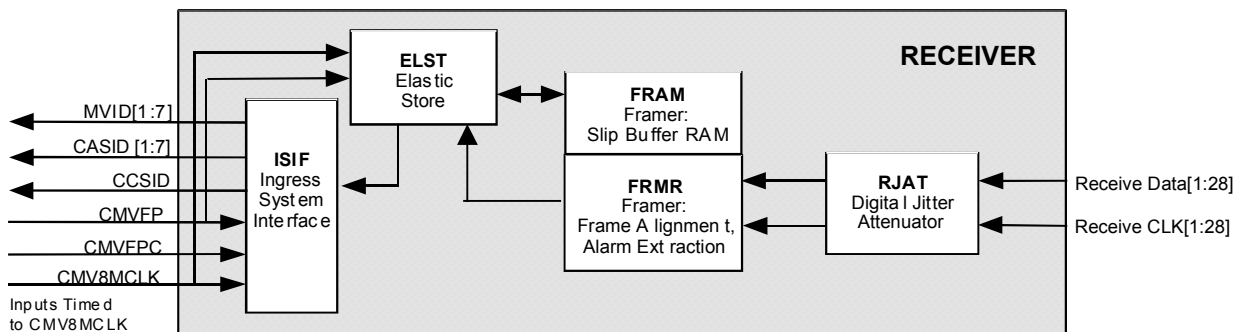 RECEIVER
ELST
Elastic
Store
FRAM
Framer:
Slip Buffer RAM
MVID[1:7]
CASID [1:7]
CCSID
CMVFP
CMVFPC
CMV8MCLK
Inputs Timed
to CMV8MCLK
ISIF
Ingress
System
Interface
FRMR
Framer:
Frame Alignment,
Alarm Extraction
RJAT
Digital Jitter
Attenuator
Receive Data[1:28]
Receive CLK[1:28]